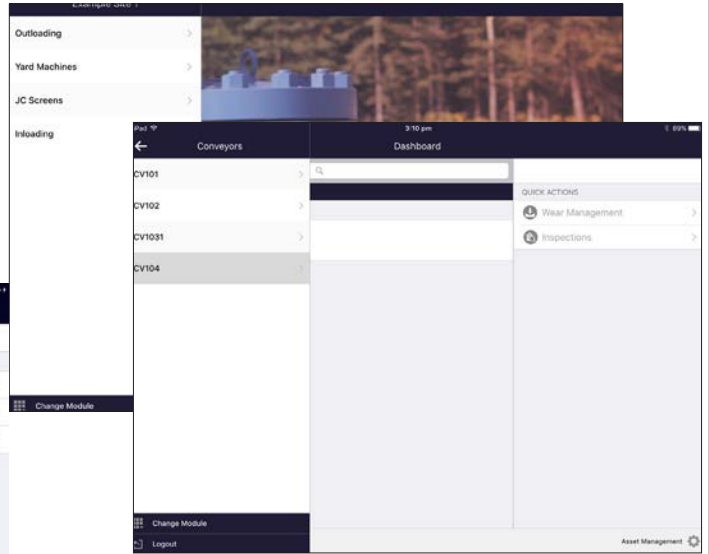 Example Site 1
Outloading
Yard Machines
JC Screens
Inloading
Change Module
iPad
3:10 pm
89%
Conveyors
Dashboard
CV101
CV102
CV1031
CV104
QUICK ACTIONS
Wear Management
Inspections
Change Module
Logout
Asset Management